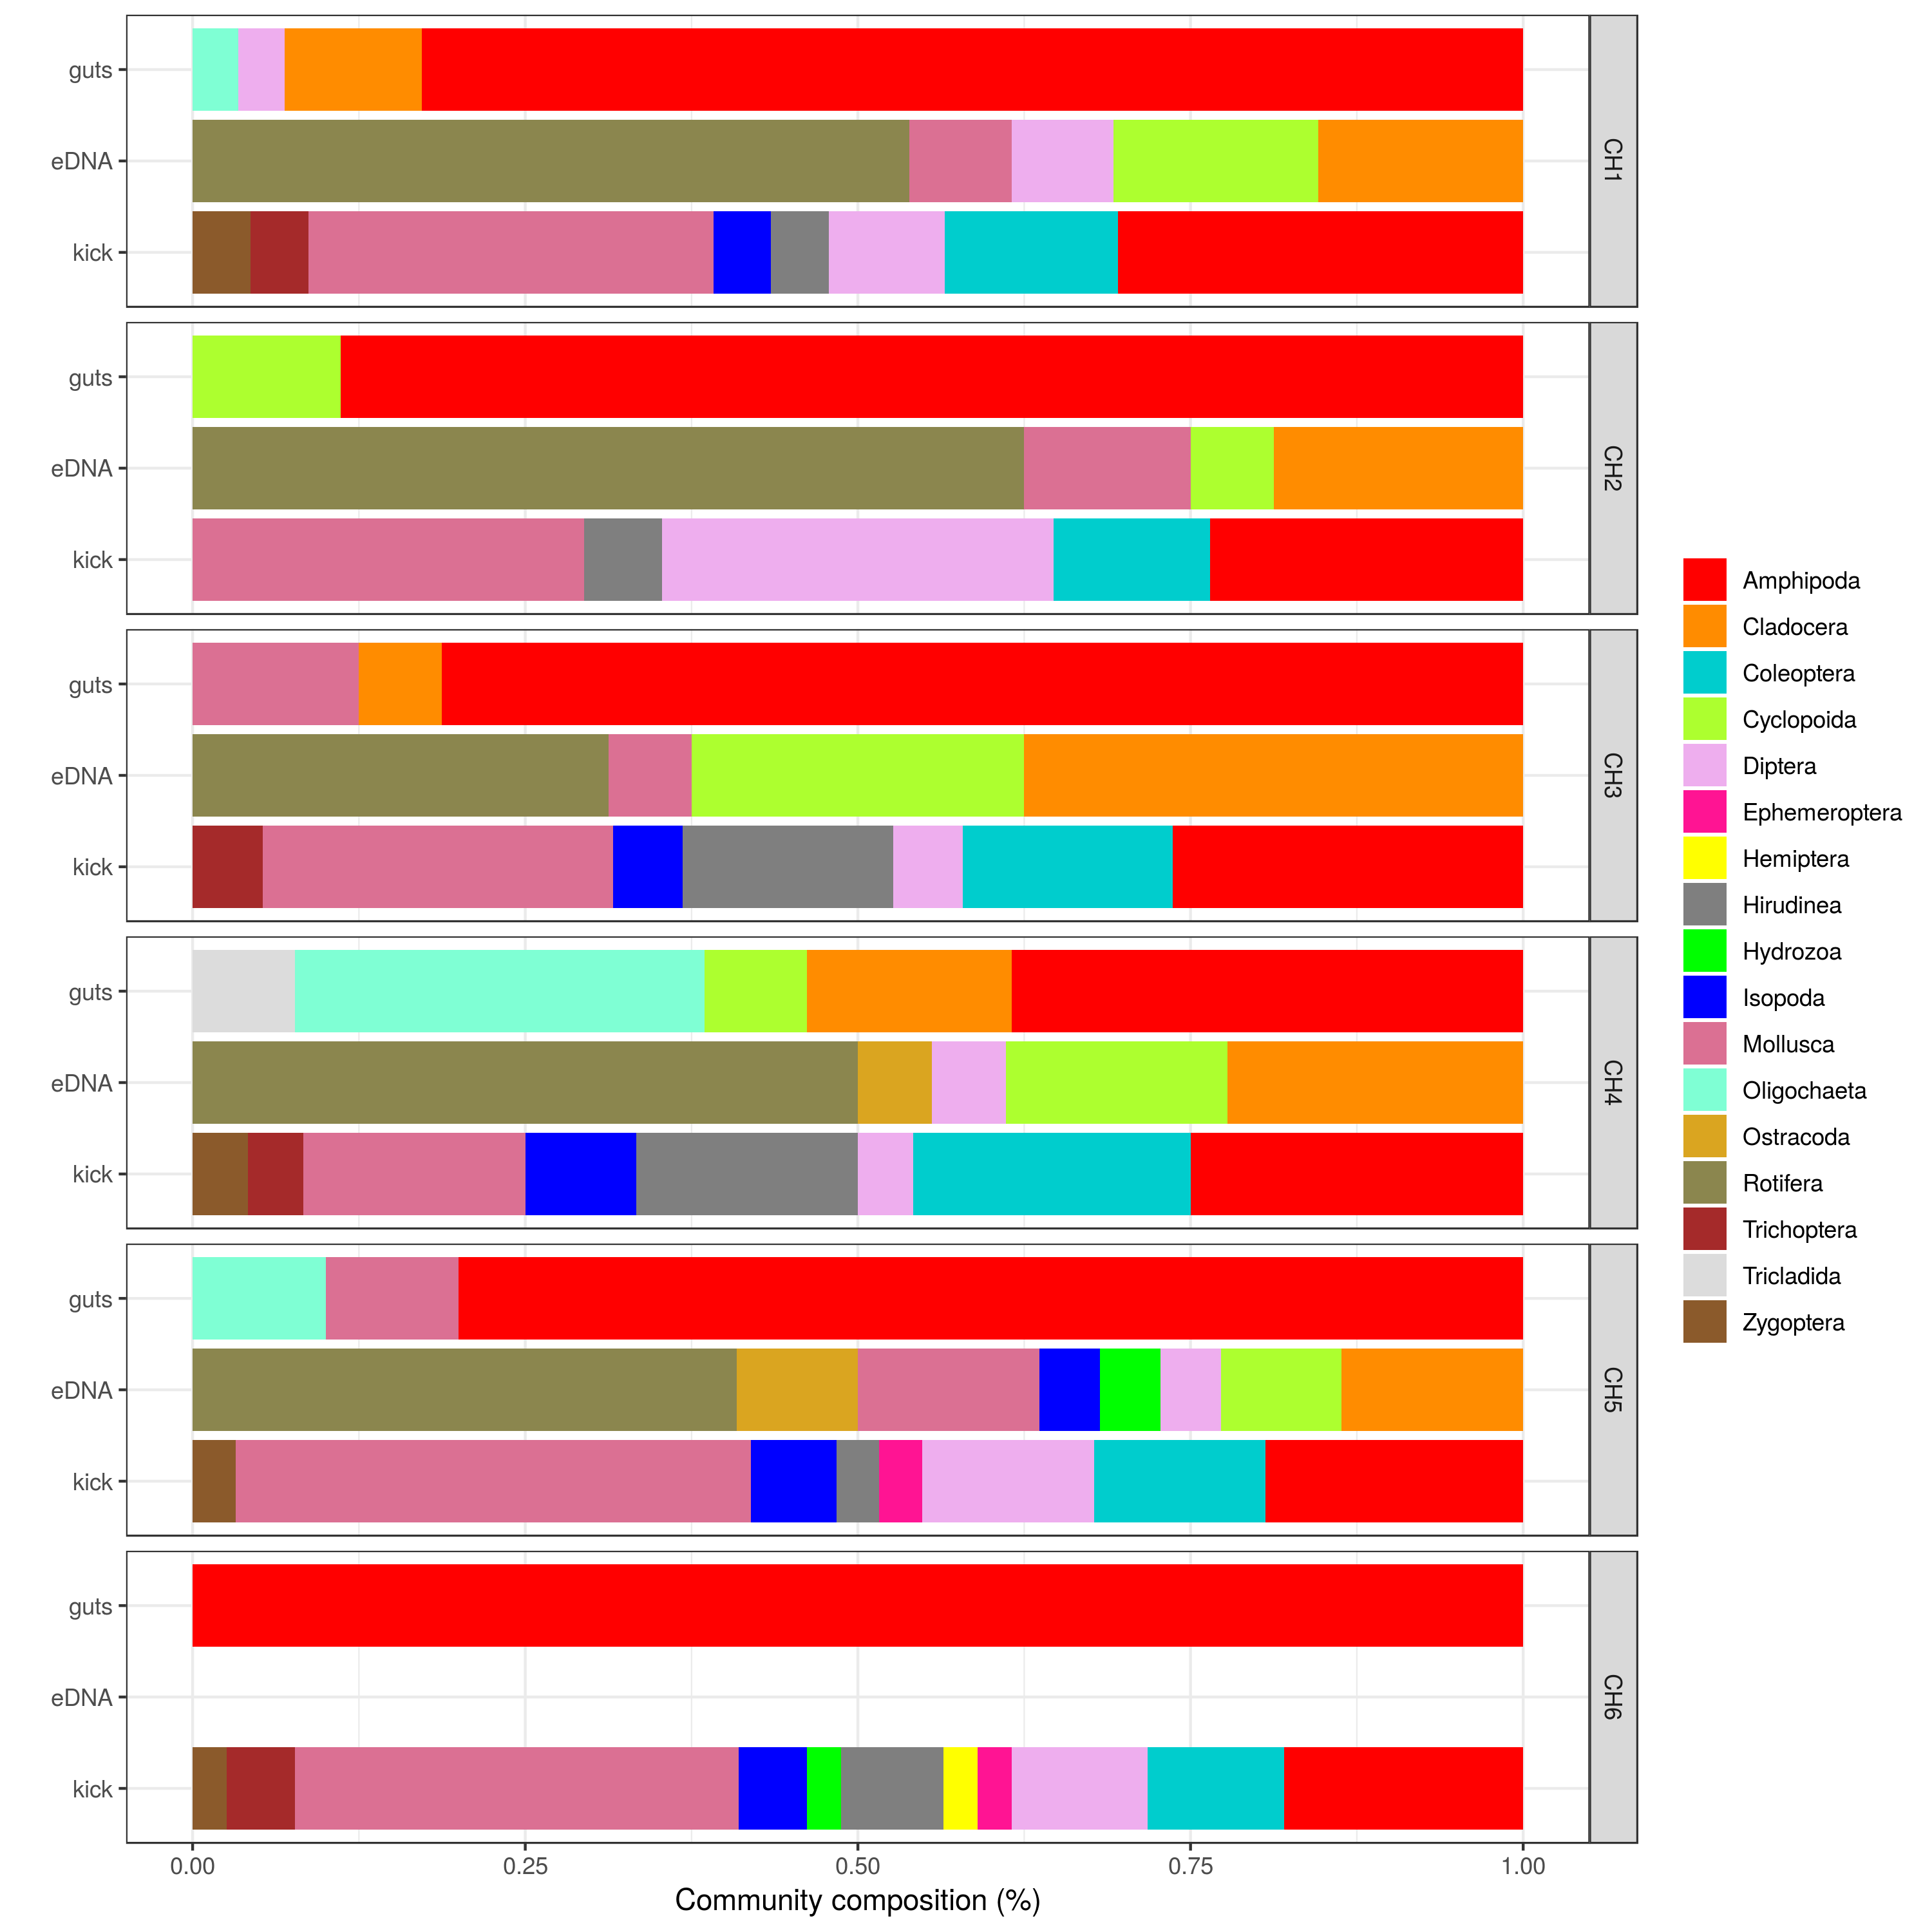 guts
eDNA
kick
CH1
guts
eDNA
kick
CH2
guts
eDNA
kick
CH3
guts
eDNA
kick
CH4
guts
eDNA
kick
CH5
guts
eDNA
kick
CH6
0.00 0.25 0.50 0.75 1.00
Community composition (%)
Amphipoda
Cladocera
Coleoptera
Cyclopoida
Diptera
Ephemeroptera
Hemiptera
Hirudinea
Hydrozoa
Isopoda
Mollusca
Oligochaeta
Ostracoda
Rotifera
Trichoptera
Tricladida
Zygoptera